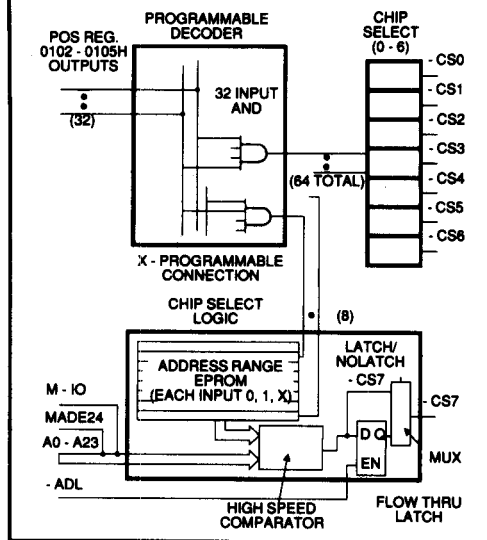 PROGRAMMABLE
DECODER
CHIP
SELECT
(0 - 6)
POS REG.
0102 - 0105H
OUTPUTS
(32)
32 INPUT
AND
(64 TOTAL)
- CS0
- CS1
- CS2
- CS3
- CS4
- CS5
- CS6
X - PROGRAMMABLE
CONNECTION
CHIP SELECT
LOGIC
(8)
ADDRESS RANGE
EPROM
(EACH INPUT 0, 1, X)
LATCH/
NOLATCH
- CS7
- CS7
M - IO
MADE24
A0 - A23
- ADL
D Q
EN
MUX
HIGH SPEED
COMPARATOR
FLOW THRU
LATCH